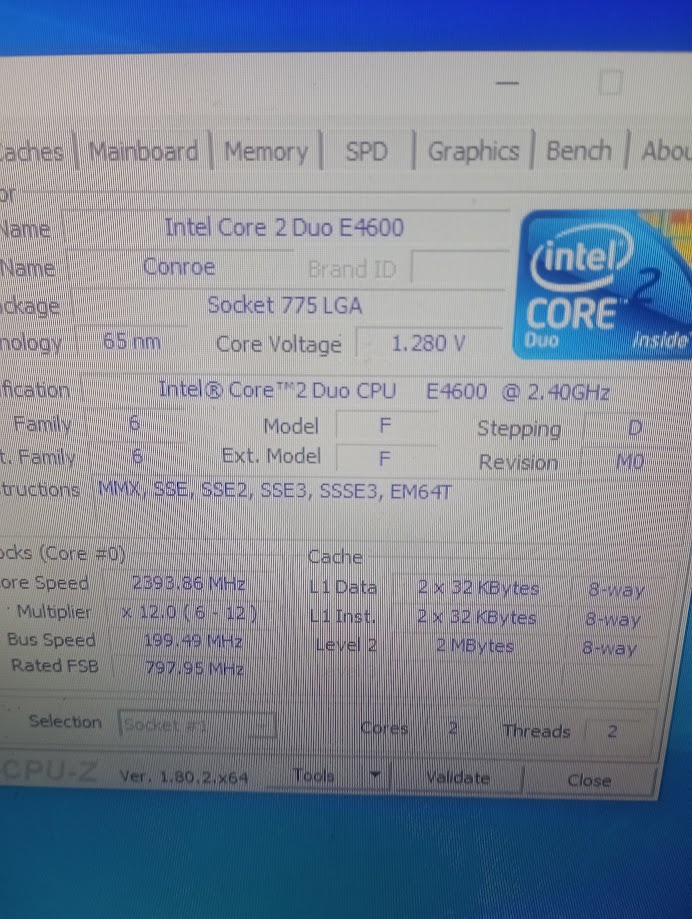 Caches Mainboard Memory SPD Graphics Bench Abou
or
Name Intel Core 2 Duo E4600
Name Conroe Brand ID
ckage Socket 775 LGA
nology 65 nm Core Voltage 1.280 V
intel
CORE™ 2
Duo inside
fication Intel® Core™2 Duo CPU E4600 @ 2.40GHz
Family 6 Model F Stepping D
t. Family 6 Ext. Model F Revision M0
tructions MMX, SSE, SSE2, SSE3, SSSE3, EM64T
ocks (Core #0) Cache
ore Speed 2393.86 MHz L1 Data 2 x 32 KBytes 8-way
Multiplier x 12.0 ( 6 - 12 ) L1 Inst. 2 x 32 KBytes 8-way
Bus Speed 199.49 MHz Level 2 2 MBytes 8-way
Rated FSB 797.95 MHz
Selection Socket #1 Cores 2 Threads 2
CPU-Z Ver. 1.80.2.x64 Tools Validate Close